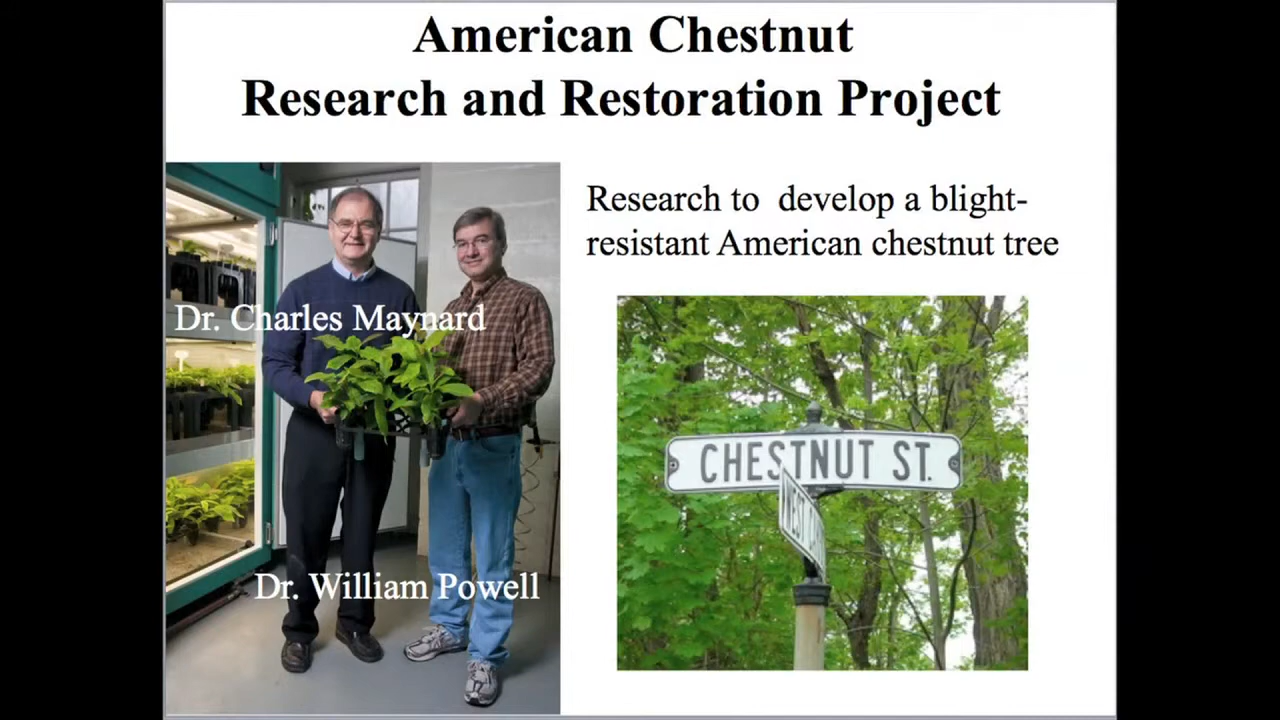 American Chestnut
Research and Restoration Project
Research to  develop a blight-
resistant American chestnut tree
Dr. Charles Maynard
CHESTNUT ST.
WEST
Dr. William Powell